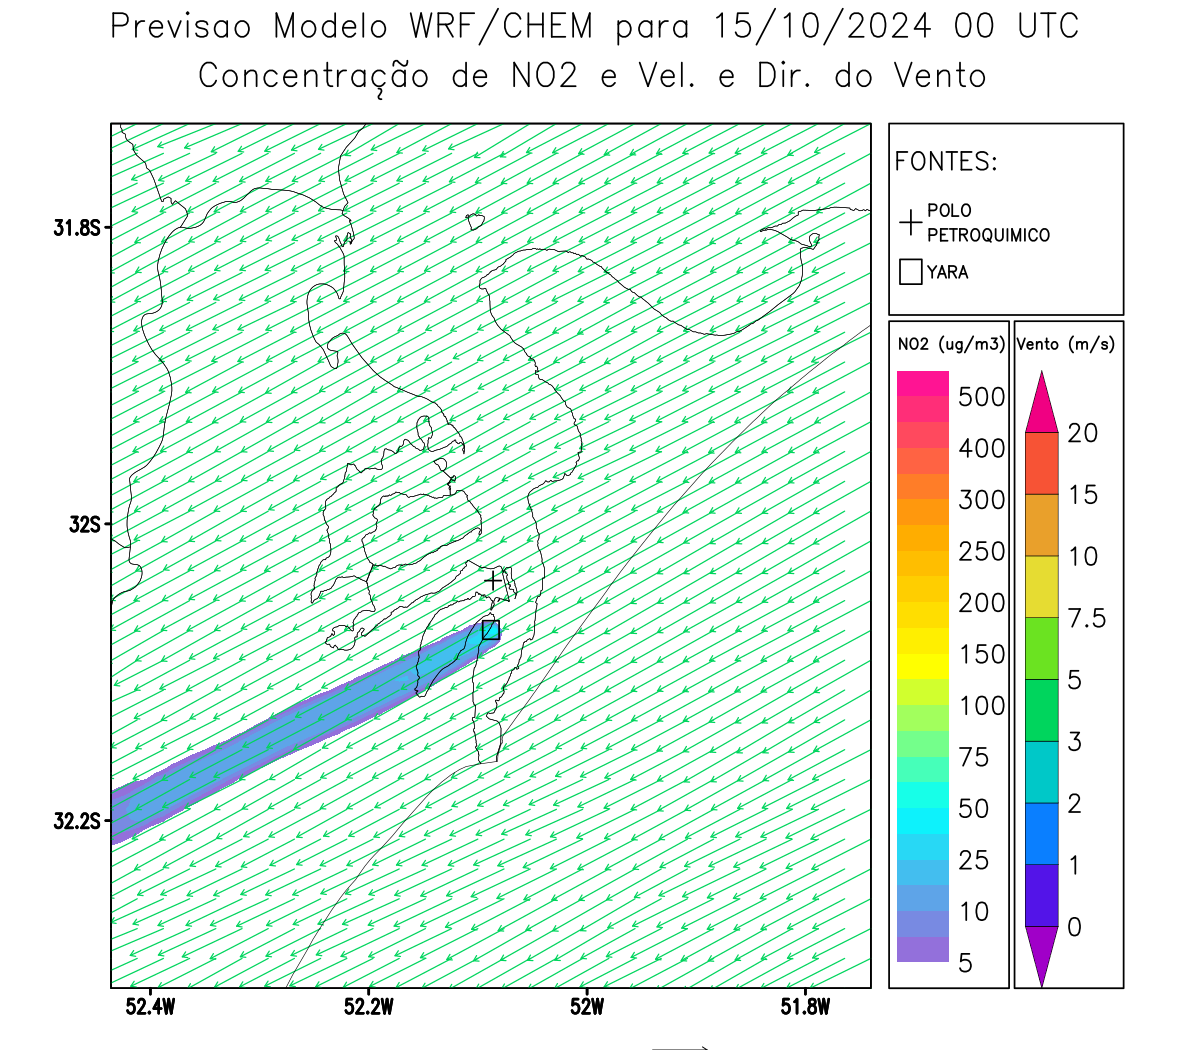 Previsao Modelo WRF/CHEM para 15/10/2024 00 UTC
Concentração de NO2 e Vel. e Dir. do Vento
FONTES:
POLO
PETROQUIMICO
YARA
31.8S
32S
32.2S
52.4W
52.2W
52W
51.8W
NO2 (ug/m3)
500
400
300
250
200
150
100
75
50
25
10
5
Vento (m/s)
20
15
10
7.5
5
3
2
1
0